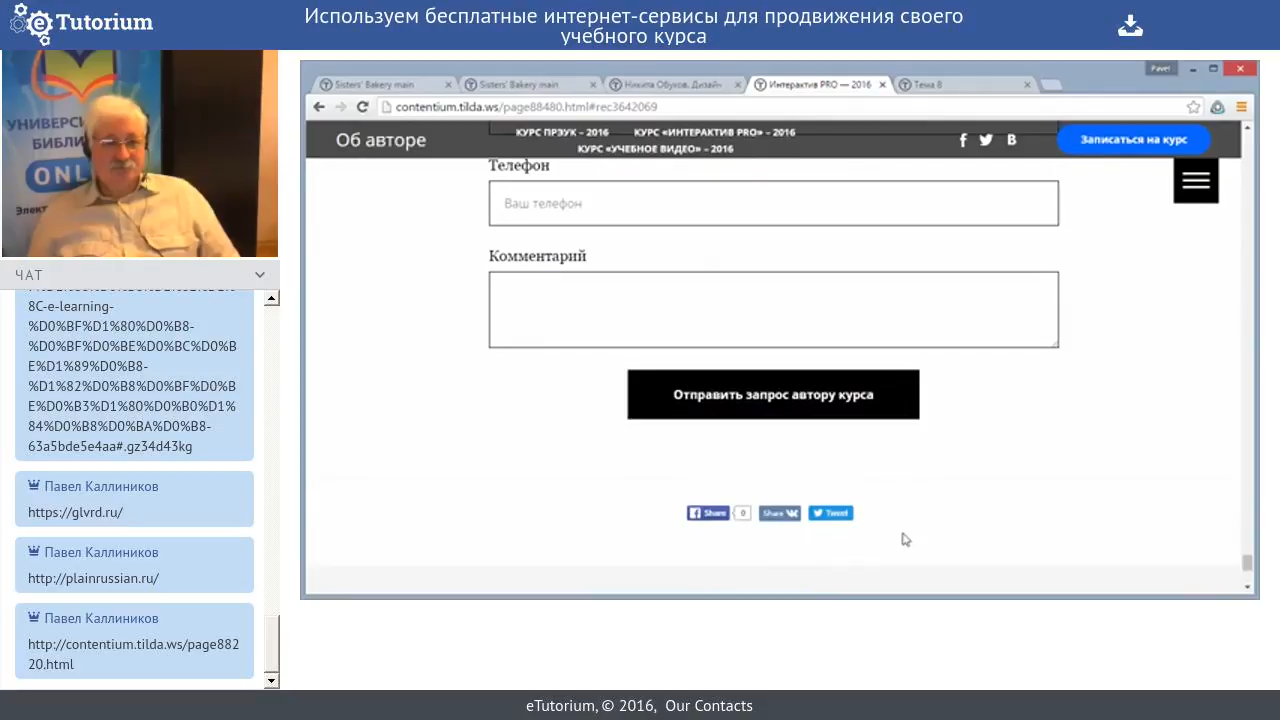 eTutorium
Используем бесплатные интернет-сервисы для продвижения своего
учебного курса
УНИВЕРСИ
БИБЛИ
ONL
Элект
ЧАТ
8C-e-learning-
%D0%BF%D1%80%D0%B8-
%D0%BF%D0%BE%D0%BC%D0%B
E%D1%89%D0%B8-
%D1%82%D0%B8%D0%BF%D0%B
E%D0%B3%D1%80%D0%B0%D1%
84%D0%B8%D0%BA%D0%B8-
63a5bde5e4aa#.gz34d43kg
Павел Каллиников
https://glvrd.ru/
Павел Каллиников
http://plainrussian.ru/
Павел Каллиников
http://contentium.tilda.ws/page882
20.html
Pavel
Sisters' Bakery main
Sisters' Bakery main
Никита Обухов. Дизайн
Интерактив PRO — 2016
Тема 8
contentium.tilda.ws/page88480.html#rec3642069
Об авторе
КУРС ПРЗУК – 2016 КУРС «ИНТЕРАКТИВ PRO» – 2016
КУРС «УЧЕБНОЕ ВИДЕО» – 2016
Записаться на курс
Телефон
Ваш телефон
Комментарий
Отправить запрос автору курса
Share 0 Share Tweet
eTutorium, © 2016, Our Contacts